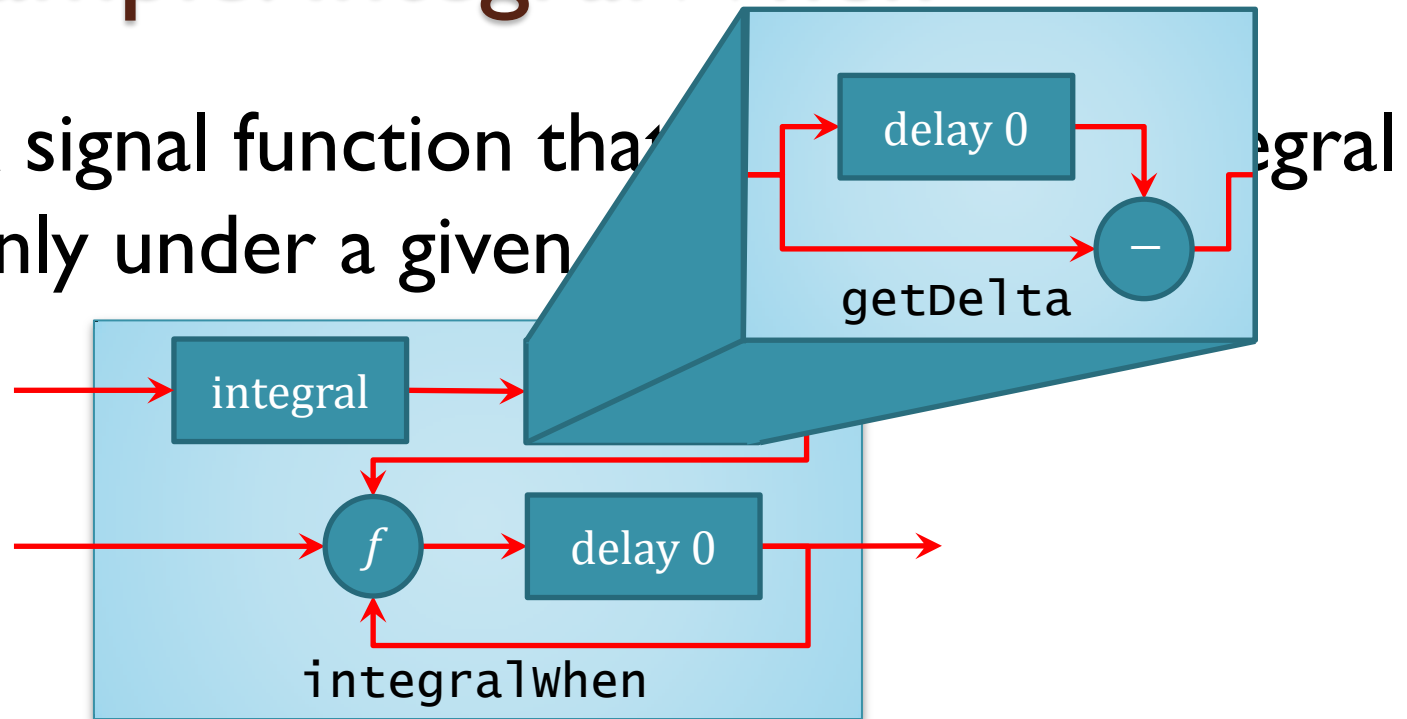 signal function tha
egral
nly under a given
delay 0
−
getDelta
integral
f
delay 0
integralWhen